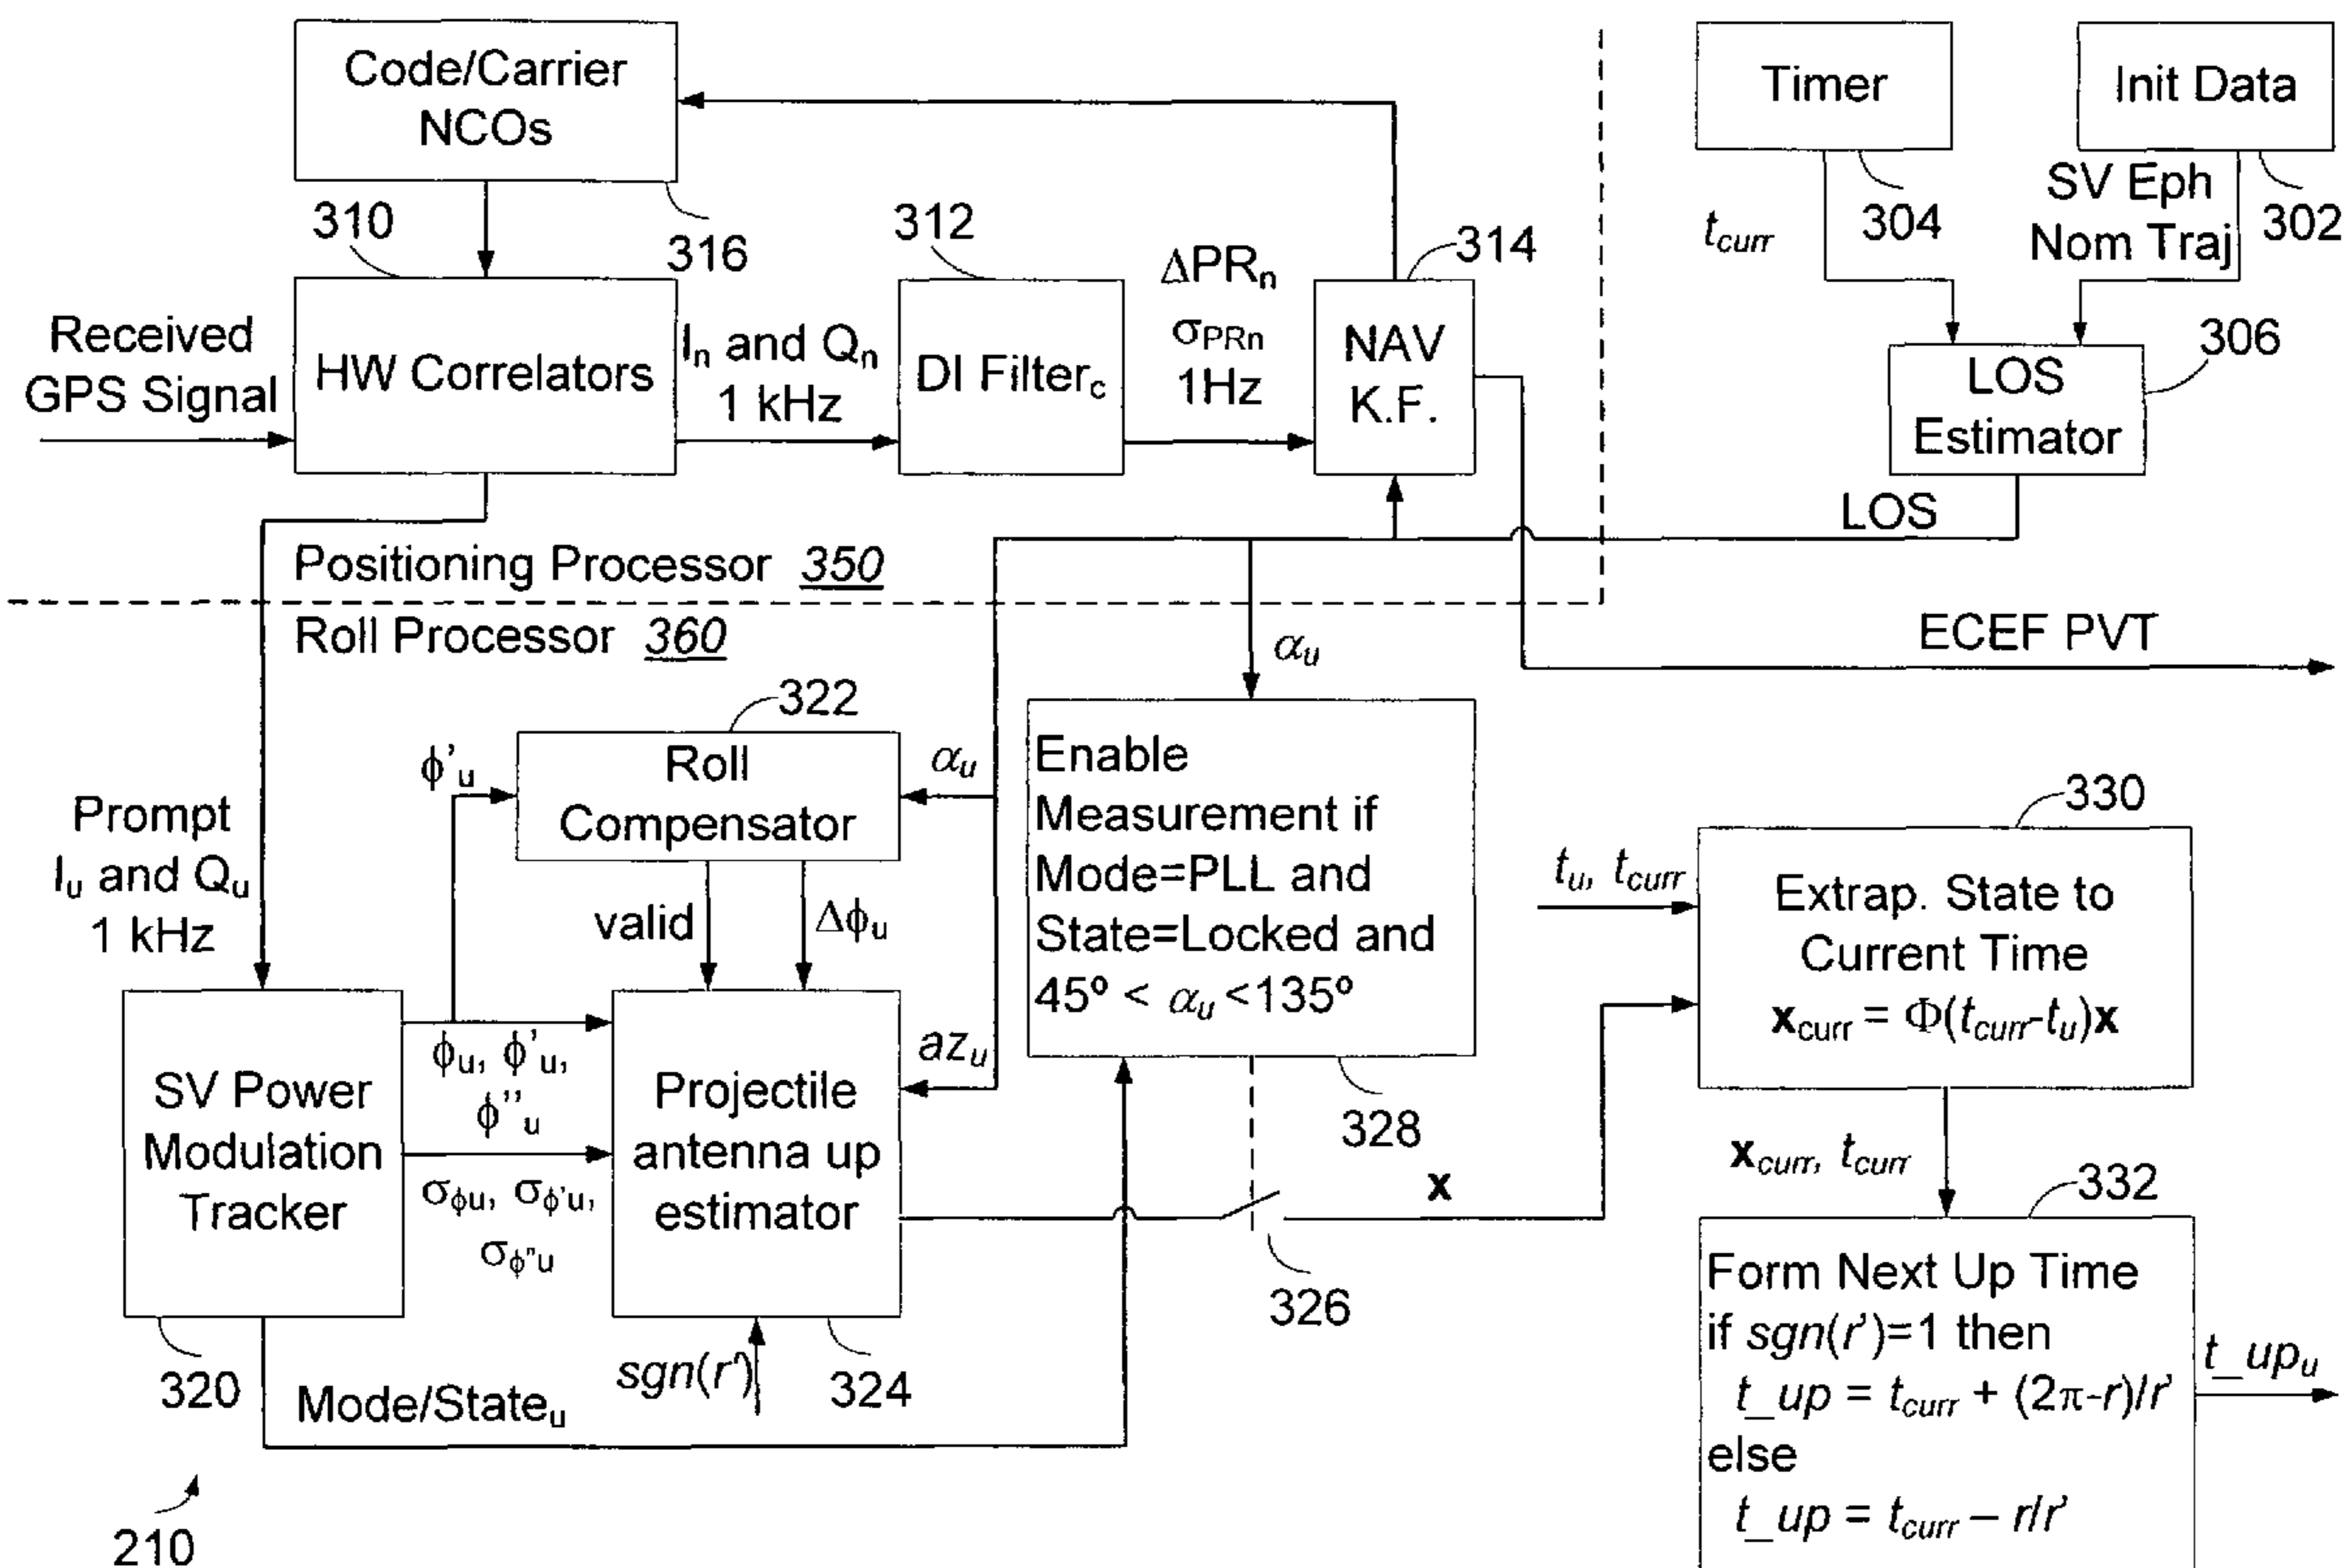 Code/Carrier
NCOs
316
Timer
304
Init Data
302
t_curr
SV Eph
Nom Traj
310
HW Correlators
Received
GPS Signal
I_n and Q_n
1 kHz
312
DI Filter_c
ΔPR_n
σ_PRn
1Hz
314
NAV
K.F.
306
LOS
Estimator
LOS
Positioning Processor 350
Roll Processor 360
ECEF PVT
α_u
322
Roll
Compensator
ϕ'_u
α_u
Prompt
I_u and Q_u
1 kHz
valid
Δϕ_u
Enable
Measurement if
Mode=PLL and
State=Locked and
45º < α_u <135º
328
330
t_u, t_curr
Extrap. State to
Current Time
x_curr = Φ(t_curr-t_u)x
SV Power
Modulation
Tracker
320
ϕ_u, ϕ'_u,
ϕ''_u
σ_ϕu, σ_ϕ'u,
σ_ϕ"u
az_u
Projectile
antenna up
estimator
324
sgn(r')
Mode/State_u
x
326
x_curr, t_curr
332
Form Next Up Time
if sgn(r')=1 then
t_up = t_curr + (2π-r)/r'
else
t_up = t_curr – r/r'
t_up_u
210